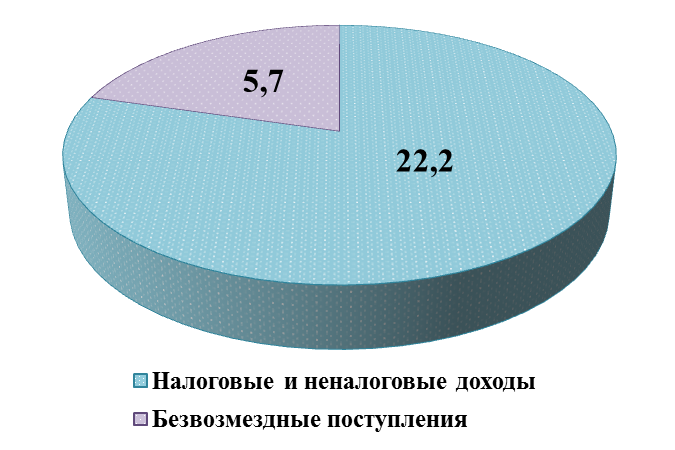 5,7
22,2
Налоговые и неналоговые доходы
Безвозмездные поступления